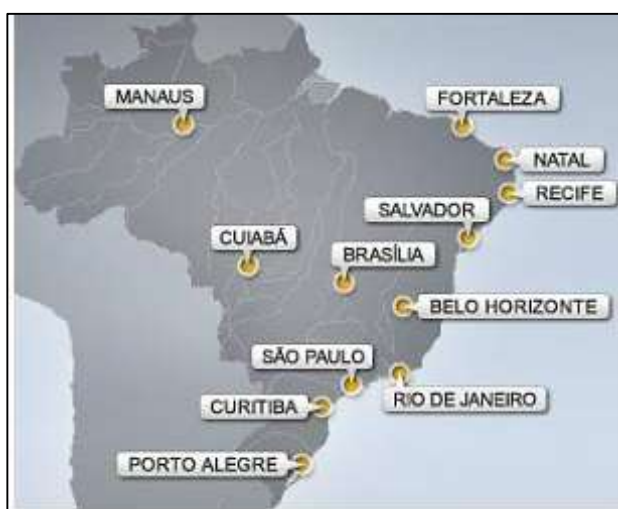 MANAUS
FORTALEZA
NATAL
RECIFE
SALVADOR
CUIABÁ
BRASÍLIA
BELO HORIZONTE
SÃO PAULO
RIO DE JANEIRO
CURITIBA
PORTO ALEGRE